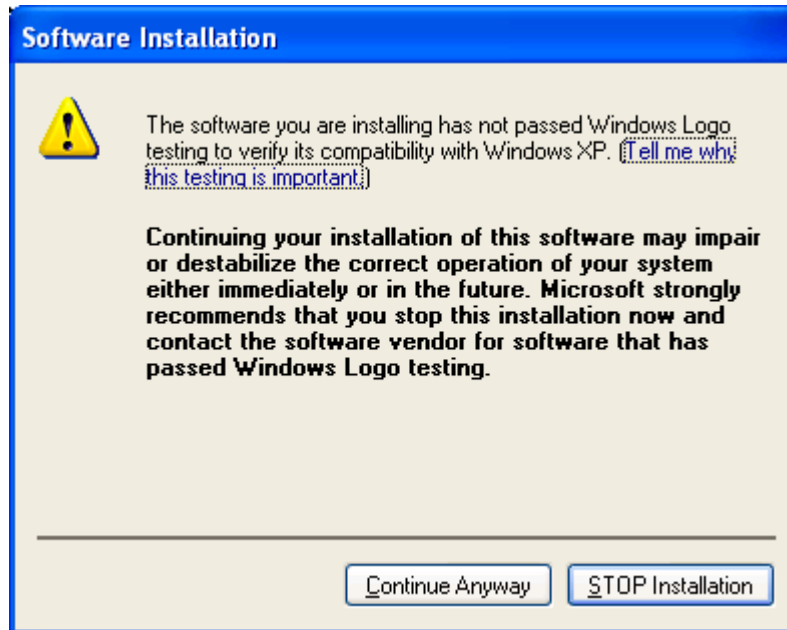 Software Installation
The software you are installing has not passed Windows Logo
testing to verify its compatibility with Windows XP. (Tell me why
this testing is important.)
Continuing your installation of this software may impair
or destabilize the correct operation of your system
either immediately or in the future. Microsoft strongly
recommends that you stop this installation now and
contact the software vendor for software that has
passed Windows Logo testing.
Continue Anyway
STOP Installation